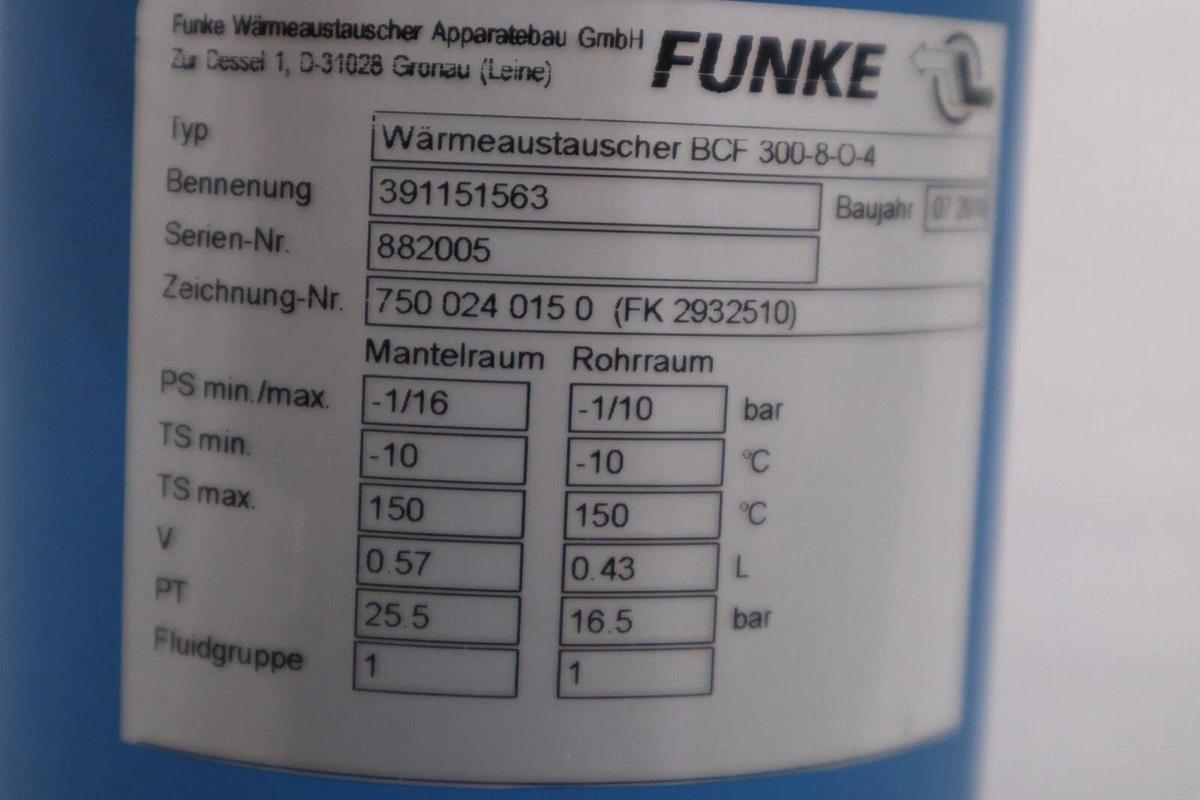 Funke Wärmeaustauscher Apparatebau GmbH
Zur Dessel 1, D-31028 Gronau (Leine)
FUNKE
Typ Wärmeaustauscher BCF 300-8-O-4
Bennenung 391151563 Baujahr 07
Serien-Nr. 882005
Zeichnung-Nr. 750 024 015 0 (FK 2932510)
Mantelraum Rohrraum
PS min./max. -1/16 -1/10 bar
TS min. -10 -10 °C
TS max. 150 150 °C
V 0.57 0.43 L
PT 25.5 16.5 bar
Fluidgruppe 1 1